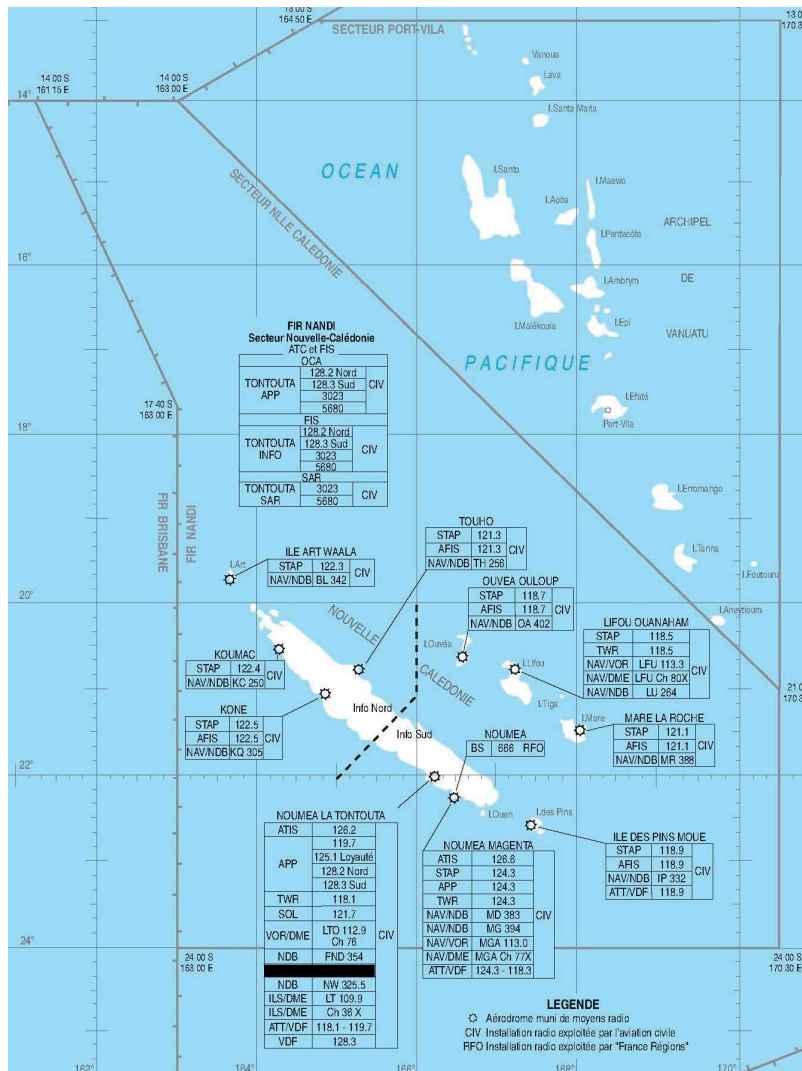 13 00 S
164 50 E
13 0
170 3
SECTEUR PORT-VILA
14 00 S
161 15 E
14 00 S
163 00 E
14°
Vanoua
Lava
I.Santa Maria
OCEAN
I.Santo
I.Maewo
I.Aoba
SECTEUR NLLE CALEDONIE
ARCHIPEL
I.Pentecôte
16°
I.Ambrym
DE
I.Malákoula
I.Epi
VANUATU
FIR NANDI
Secteur Nouvelle-Calédonie
ATC et FIS
OCA
TONTOUTA APP 128.2 Nord CIV
128.3 Sud
3023
5680
FIS
TONTOUTA INFO 128.2 Nord CIV
128.3 Sud
3023
5680
SAR
TONTOUTA SAR 3023 CIV
5680
PACIFIQUE
17 40 S
163 00 E
I.Efaté
Port-Vila
18°
I.Erromango
FIR BRISBANE
FIR NANDI
I.Tanna
I.Foutouna
I.Aneytioum
I.Art
ILE ART WAALA
STAP 122.3 CIV
NAV/NDB BL 342
TOUHO
STAP 121.3 CIV
AFIS 121.3
NAV/NDB TH 256
OUVEA OULOUP
STAP 118.7 CIV
AFIS 118.7
NAV/NDB OA 402
20°
NOUVELLE
CALEDONIE
I.Ouvéa
LIFOU OUANAHAM
STAP 118.5 CIV
TWR 118.5
NAV/VOR LFU 113.3
NAV/DME LFU Ch 80X
NAV/NDB LU 264
I.Lifou
I.Tiga
I.Mare
21 0
170 3
KOUMAC
STAP 122.4 CIV
NAV/NDB KC 250
KONE
STAP 122.5 CIV
AFIS 122.5
NAV/NDB KQ 305
Info Nord
Info Sud
NOUMEA
BS 666 RFO
MARE LA ROCHE
STAP 121.1 CIV
AFIS 121.1
NAV/NDB MR 388
22°
I.Ouen
I.des Pins
NOUMEA LA TONTOUTA
ATIS 126.2 CIV
APP 119.7
125.1 Loyauté
128.2 Nord
128.3 Sud
TWR 118.1
SOL 121.7
VOR/DME LTO 112.9
Ch 76
NDB FND 354
NDB NW 325.5
ILS/DME LT 109.9
ILS/DME Ch 36 X
ATT/VDF 118.1 - 119.7
VDF 128.3
NOUMEA MAGENTA
ATIS 126.6 CIV
STAP 124.3
APP 124.3
TWR 124.3
NAV/NDB MD 383
NAV/NDB MG 394
NAV/VOR MGA 113.0
NAV/DME MGA Ch 77X
ATT/VDF 124.3 - 118.3
ILE DES PINS MOUE
STAP 118.9 CIV
AFIS 118.9
NAV/NDB IP 332
ATT/VDF 118.9
24°
24 00 S
163 00 E
24 00 S
170 30 E
LEGENDE
Aérodrome muni de moyens radio
CIV Installation radio exploitée par l'aviation civile
RFO Installation radio exploitée par "France Régions"
162°
164°
166°
168°
170°